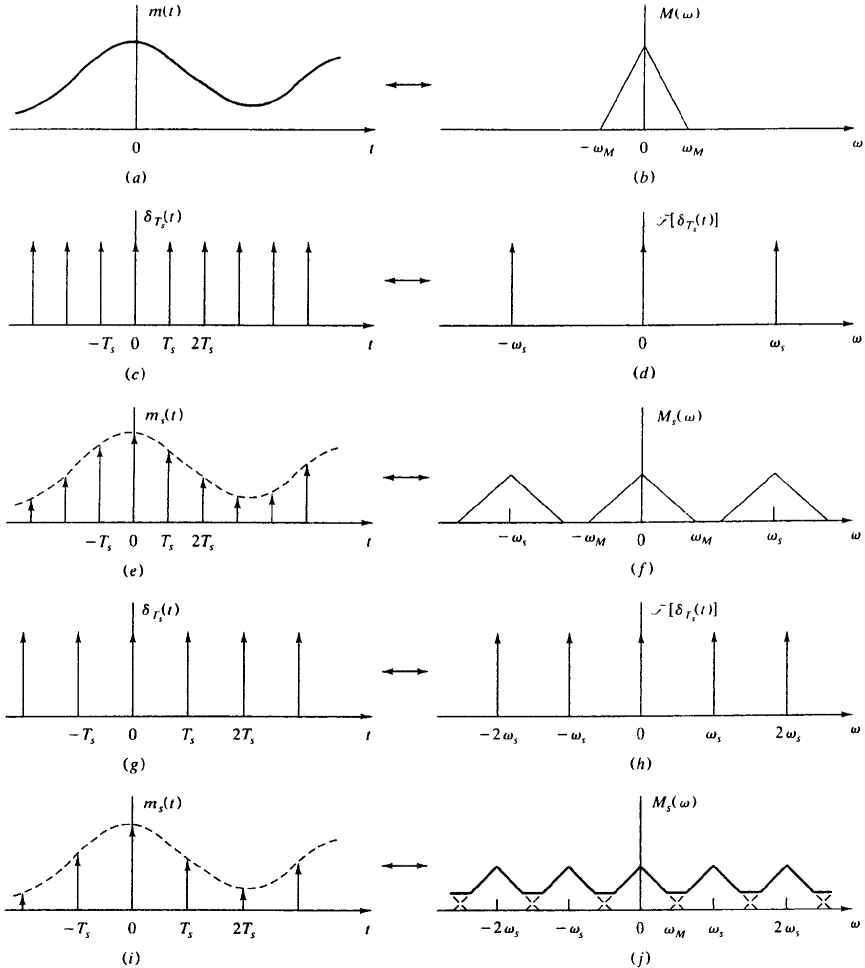 m(t) M(ω)
0 t −ω_M 0 ω_M ω
(a) (b)
δ_{T_s}(t) ℱ[δ_{T_s}(t)]
−T_s 0 T_s 2T_s t −ω_s 0 ω_s ω
(c) (d)
m_s(t) M_s(ω)
−T_s 0 T_s 2T_s t −ω_s −ω_M 0 ω_M ω_s ω
(e) (f)
δ_{T_s}(t) ℱ[δ_{T_s}(t)]
−T_s 0 T_s 2T_s t −2ω_s −ω_s 0 ω_s 2ω_s ω
(g) (h)
m_s(t) M_s(ω)
−T_s 0 T_s 2T_s t −2ω_s −ω_s 0 ω_M ω_s 2ω_s ω
(i) (j)